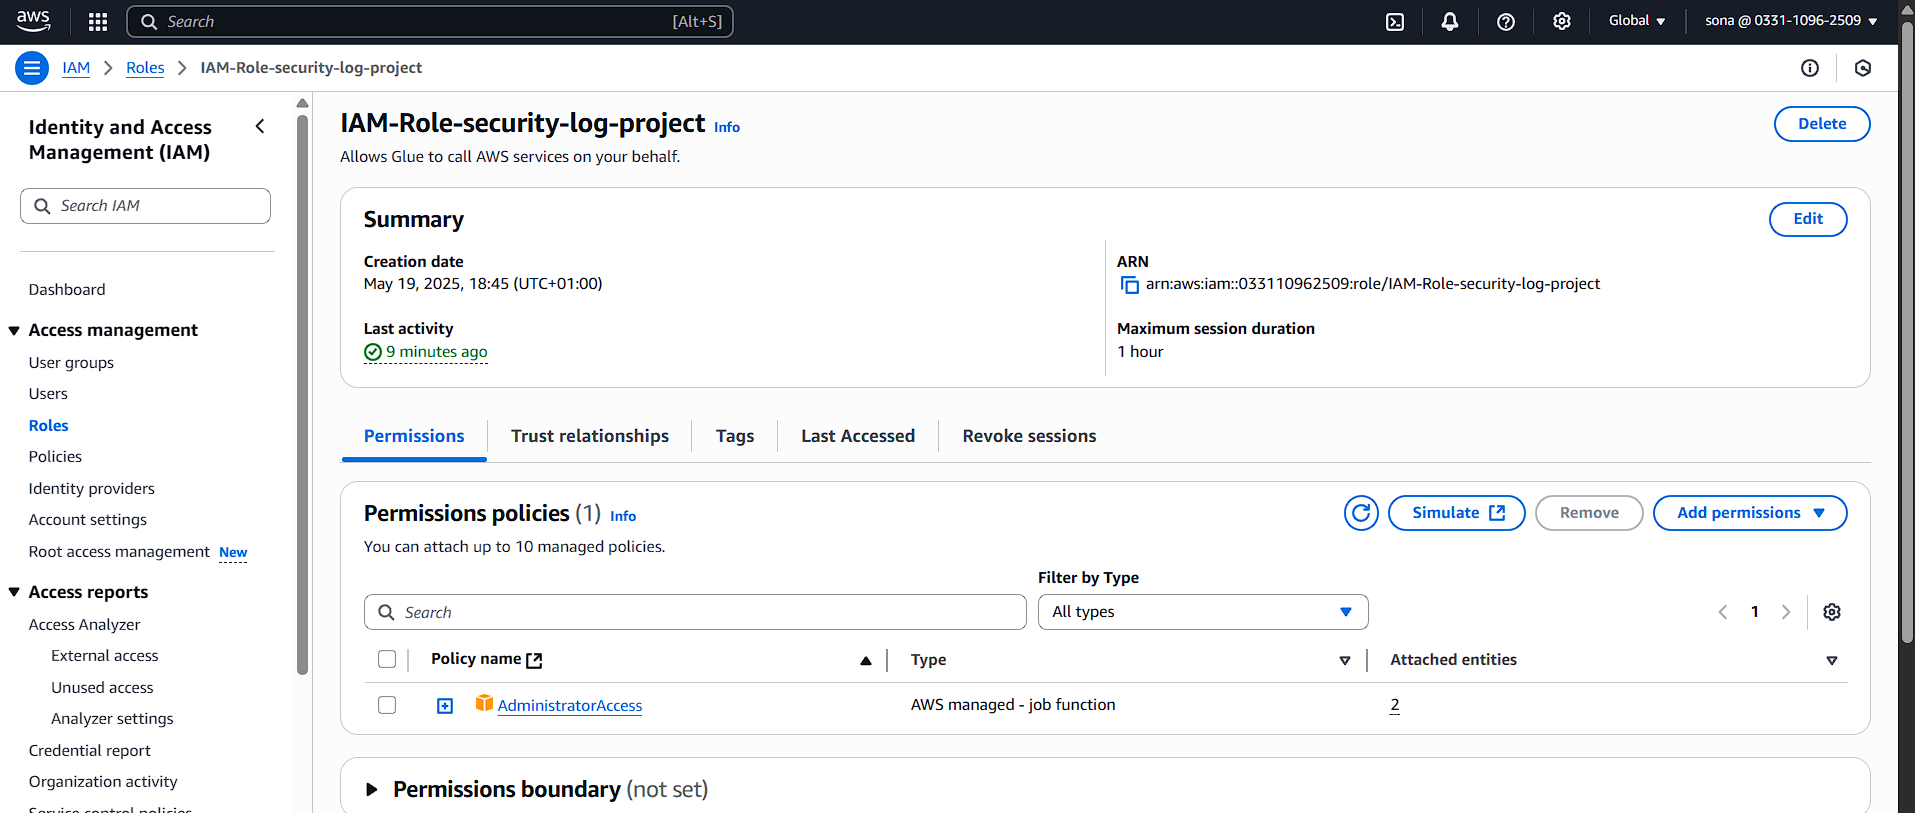 aws
Search
[Alt+S]
Global
sona @ 0331-1096-2509
IAM
Roles
IAM-Role-security-log-project
Identity and Access Management (IAM)
Search IAM
Dashboard
Access management
User groups
Users
Roles
Policies
Identity providers
Account settings
Root access management New
Access reports
Access Analyzer
External access
Unused access
Analyzer settings
Credential report
Organization activity
Service control policies
IAM-Role-security-log-project Info
Allows Glue to call AWS services on your behalf.
Delete
Summary
Edit
Creation date
May 19, 2025, 18:45 (UTC+01:00)
Last activity
9 minutes ago
ARN
arn:aws:iam::033110962509:role/IAM-Role-security-log-project
Maximum session duration
1 hour
Permissions
Trust relationships
Tags
Last Accessed
Revoke sessions
Permissions policies (1) Info
You can attach up to 10 managed policies.
Simulate
Remove
Add permissions
Filter by Type
Search
All types
1
Policy name
Type
Attached entities
AdministratorAccess
AWS managed - job function
2
Permissions boundary (not set)